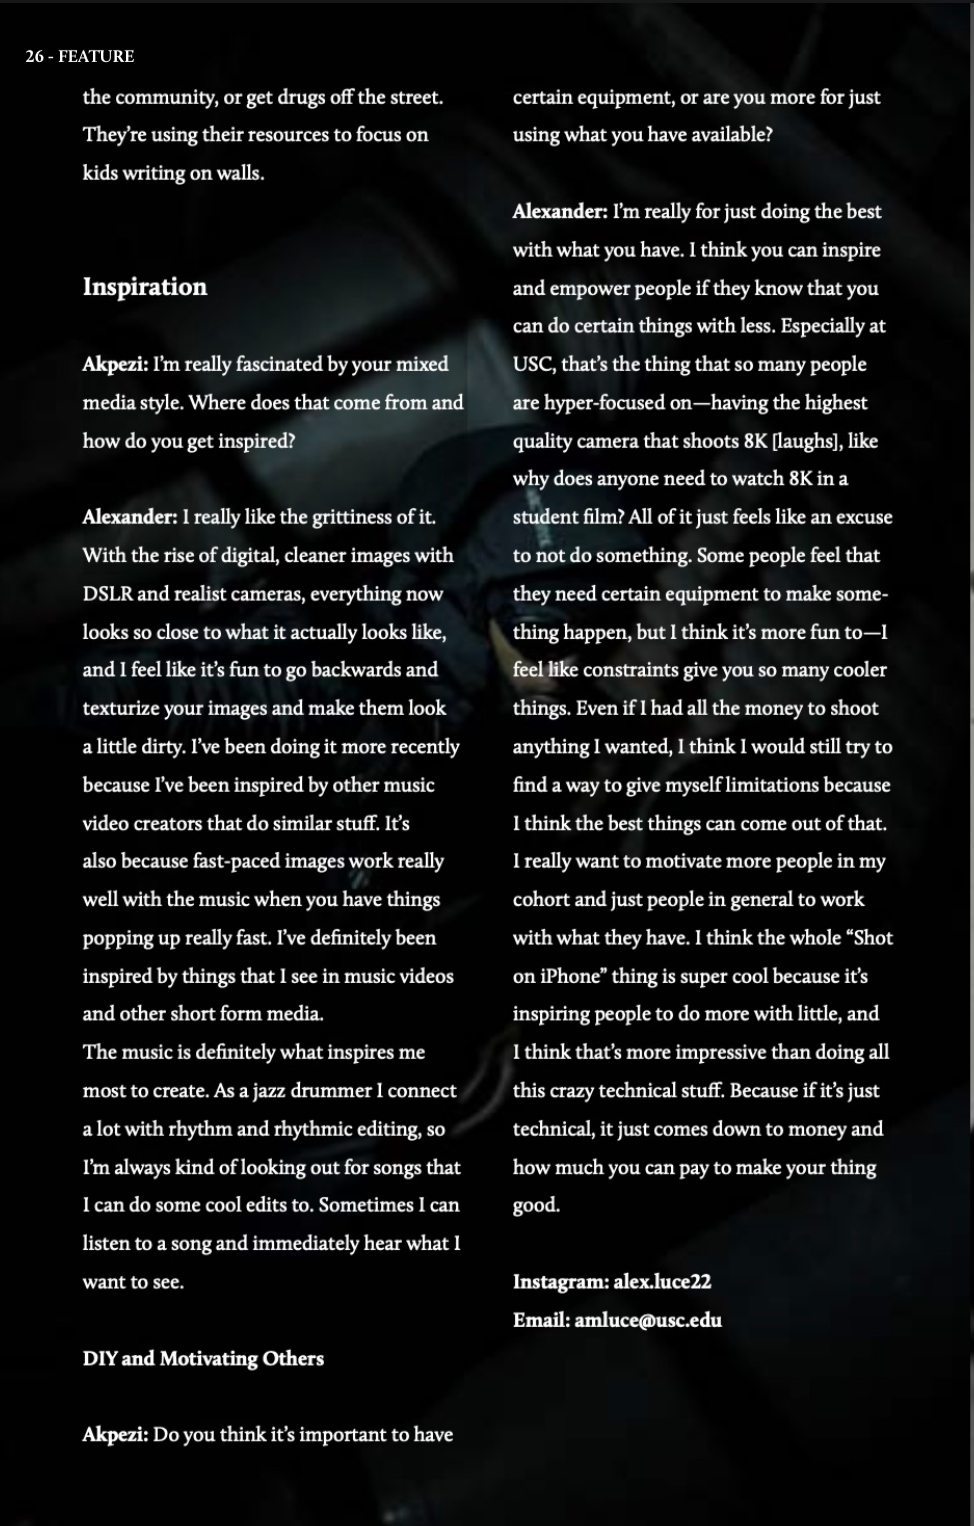 26 - FEATURE
the community, or get drugs off the street.
They’re using their resources to focus on
kids writing on walls.
Inspiration
Akpezi: I’m really fascinated by your mixed
media style. Where does that come from and
how do you get inspired?
Alexander: I really like the grittiness of it.
With the rise of digital, cleaner images with
DSLR and realist cameras, everything now
looks so close to what it actually looks like,
and I feel like it’s fun to go backwards and
texturize your images and make them look
a little dirty. I’ve been doing it more recently
because I’ve been inspired by other music
video creators that do similar stuff. It’s
also because fast-paced images work really
well with the music when you have things
popping up really fast. I’ve definitely been
inspired by things that I see in music videos
and other short form media.
The music is definitely what inspires me
most to create. As a jazz drummer I connect
a lot with rhythm and rhythmic editing, so
I’m always kind of looking out for songs that
I can do some cool edits to. Sometimes I can
listen to a song and immediately hear what I
want to see.
DIY and Motivating Others
Akpezi: Do you think it’s important to have
certain equipment, or are you more for just
using what you have available?
Alexander: I’m really for just doing the best
with what you have. I think you can inspire
and empower people if they know that you
can do certain things with less. Especially at
USC, that’s the thing that so many people
are hyper-focused on—having the highest
quality camera that shoots 8K [laughs], like
why does anyone need to watch 8K in a
student film? All of it just feels like an excuse
to not do something. Some people feel that
they need certain equipment to make some-
thing happen, but I think it’s more fun to—I
feel like constraints give you so many cooler
things. Even if I had all the money to shoot
anything I wanted, I think I would still try to
find a way to give myself limitations because
I think the best things can come out of that.
I really want to motivate more people in my
cohort and just people in general to work
with what they have. I think the whole “Shot
on iPhone” thing is super cool because it’s
inspiring people to do more with little, and
I think that’s more impressive than doing all
this crazy technical stuff. Because if it’s just
technical, it just comes down to money and
how much you can pay to make your thing
good.
Instagram: alex.luce22
Email: amluce@usc.edu